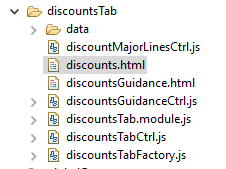 discountsTab
data
discountMajorLinesCtrl.js
discounts.html
discountsGuidance.html
discountsGuidanceCtrl.js
discountsTab.module.js
discountsTabCtrl.js
discountsTabFactory.js